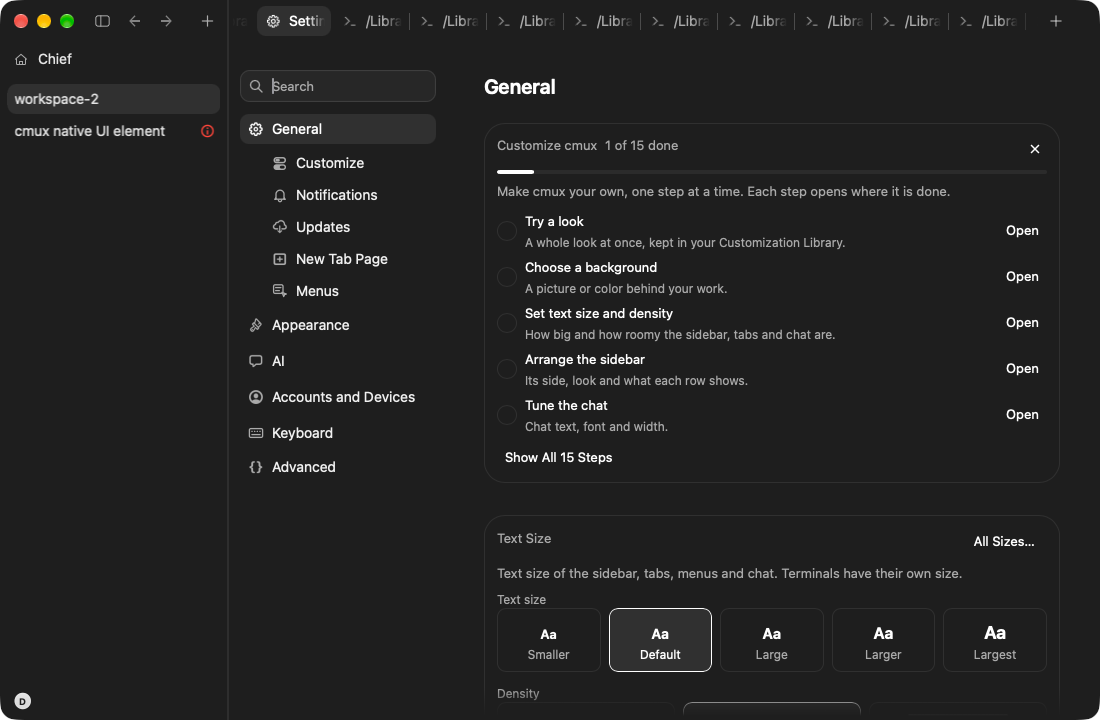 Settin
/Libra
/Libra
/Libra
/Libra
/Libra
/Libra
/Libra
/Libra
/Libra
Chief
workspace-2
cmux native UI element
D
Search
General
Customize
Notifications
Updates
New Tab Page
Menus
Appearance
AI
Accounts and Devices
Keyboard
Advanced
General
Customize cmux 1 of 15 done
Make cmux your own, one step at a time. Each step opens where it is done.
Try a look
A whole look at once, kept in your Customization Library.
Open
Choose a background
A picture or color behind your work.
Open
Set text size and density
How big and how roomy the sidebar, tabs and chat are.
Open
Arrange the sidebar
Its side, look and what each row shows.
Open
Tune the chat
Chat text, font and width.
Open
Show All 15 Steps
Text Size
All Sizes...
Text size of the sidebar, tabs, menus and chat. Terminals have their own size.
Text size
Aa Aa Aa Aa Aa
Smaller Default Large Larger Largest
Density